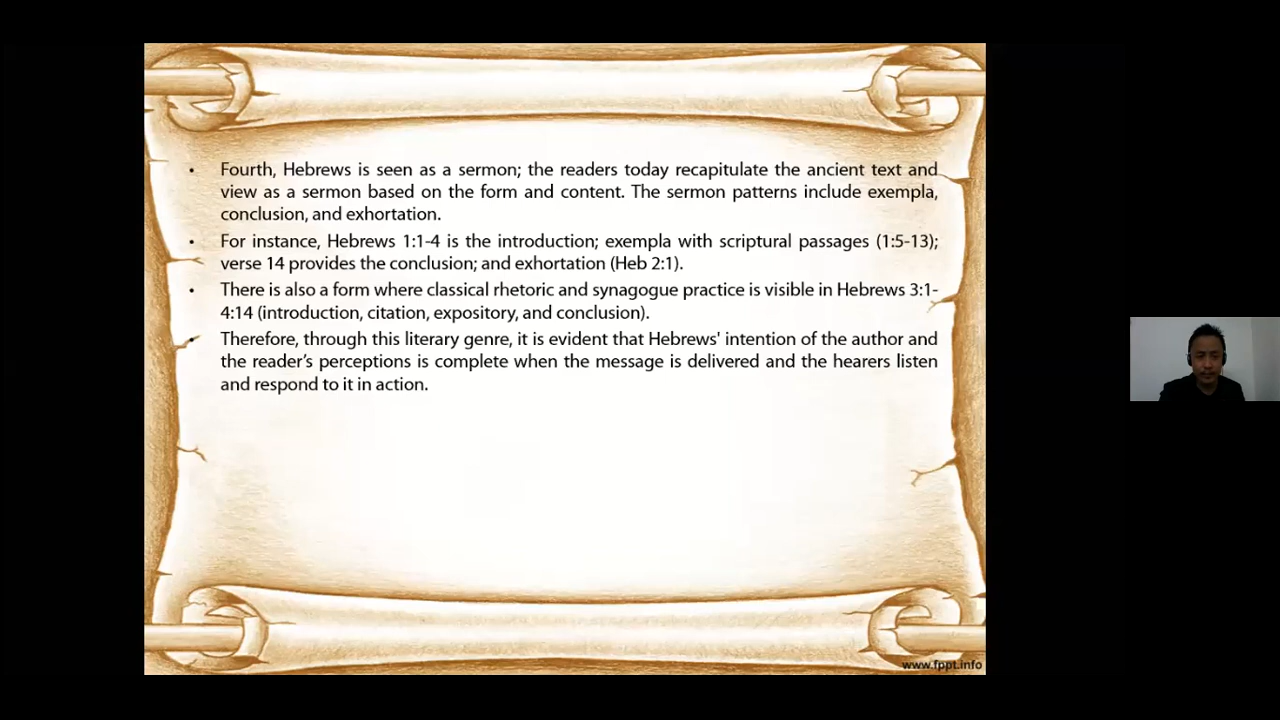 • Fourth, Hebrews is seen as a sermon; the readers today recapitulate the ancient text and
view as a sermon based on the form and content. The sermon patterns include exempla,
conclusion, and exhortation.
• For instance, Hebrews 1:1-4 is the introduction; exempla with scriptural passages (1:5-13);
verse 14 provides the conclusion; and exhortation (Heb 2:1).
• There is also a form where classical rhetoric and synagogue practice is visible in Hebrews 3:1-
4:14 (introduction, citation, expository, and conclusion).
• Therefore, through this literary genre, it is evident that Hebrews' intention of the author and
the reader’s perceptions is complete when the message is delivered and the hearers listen
and respond to it in action.
www.fppt.info